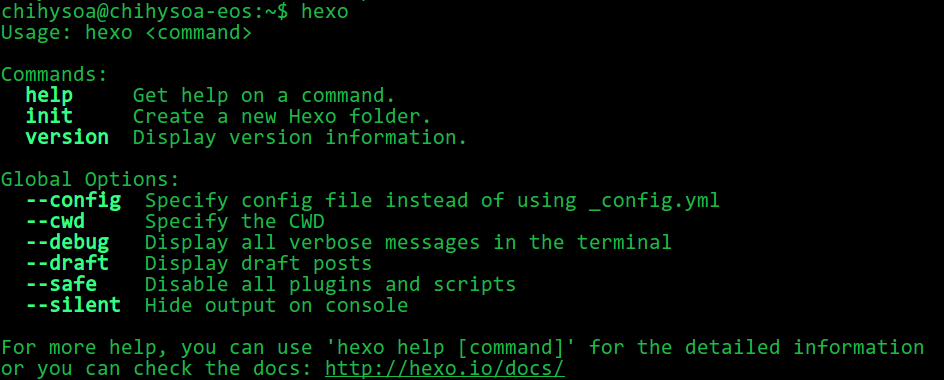 chihysoa@chihysoa-eos:~$ hexo
Usage: hexo <command>
Commands:
help Get help on a command.
init Create a new Hexo folder.
version Display version information.
Global Options:
--config Specify config file instead of using _config.yml
--cwd Specify the CWD
--debug Display all verbose messages in the terminal
--draft Display draft posts
--safe Disable all plugins and scripts
--silent Hide output on console
For more help, you can use 'hexo help [command]' for the detailed information
or you can check the docs: http://hexo.io/docs/